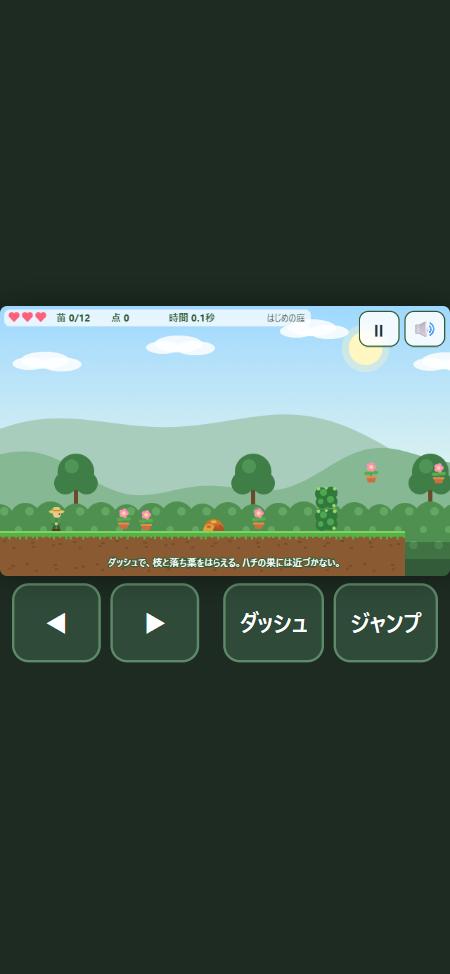 苗 0/12 点 0 時間 0.1秒 はじめの庭
ダッシュで、枝と落ち葉をはらえる。ハチの巣には近づかない。
◀ ▶ ダッシュ ジャンプ